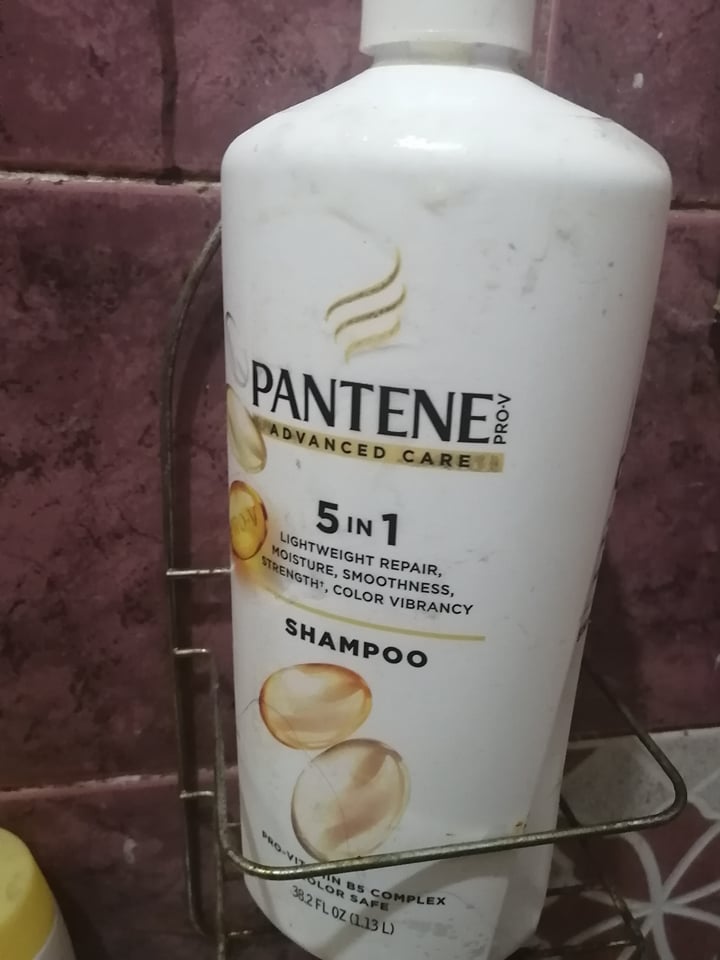 PANTENE PRO-V
ADVANCED CARE
5 IN 1
LIGHTWEIGHT REPAIR,
MOISTURE, SMOOTHNESS,
STRENGTH†, COLOR VIBRANCY
SHAMPOO
B5 COMPLEX
SAFE
38.2 FL OZ (1.13 L)